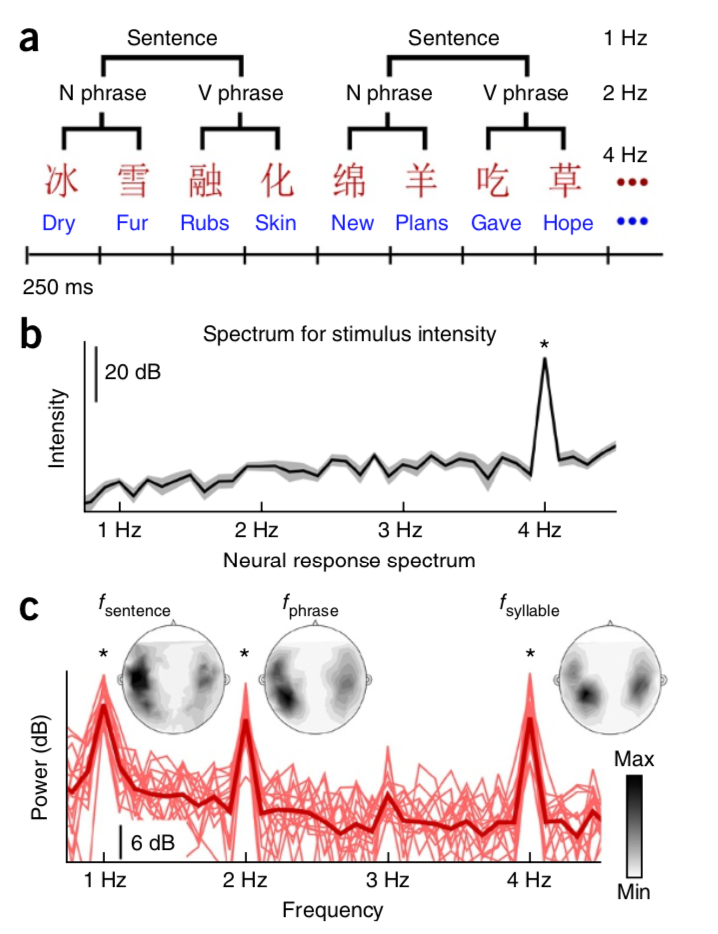 a
Sentence Sentence 1 Hz
N phrase V phrase N phrase V phrase 2 Hz
4 Hz
冰 雪 融 化 绵 羊 吃 草 •••
Dry Fur Rubs Skin New Plans Gave Hope •••
250 ms
b
Spectrum for stimulus intensity
*
20 dB
Intensity
1 Hz 2 Hz 3 Hz 4 Hz
Neural response spectrum
c
fsentence fphrase fsyllable
* * *
Power (dB)
6 dB
Max
Min
1 Hz 2 Hz 3 Hz 4 Hz
Frequency